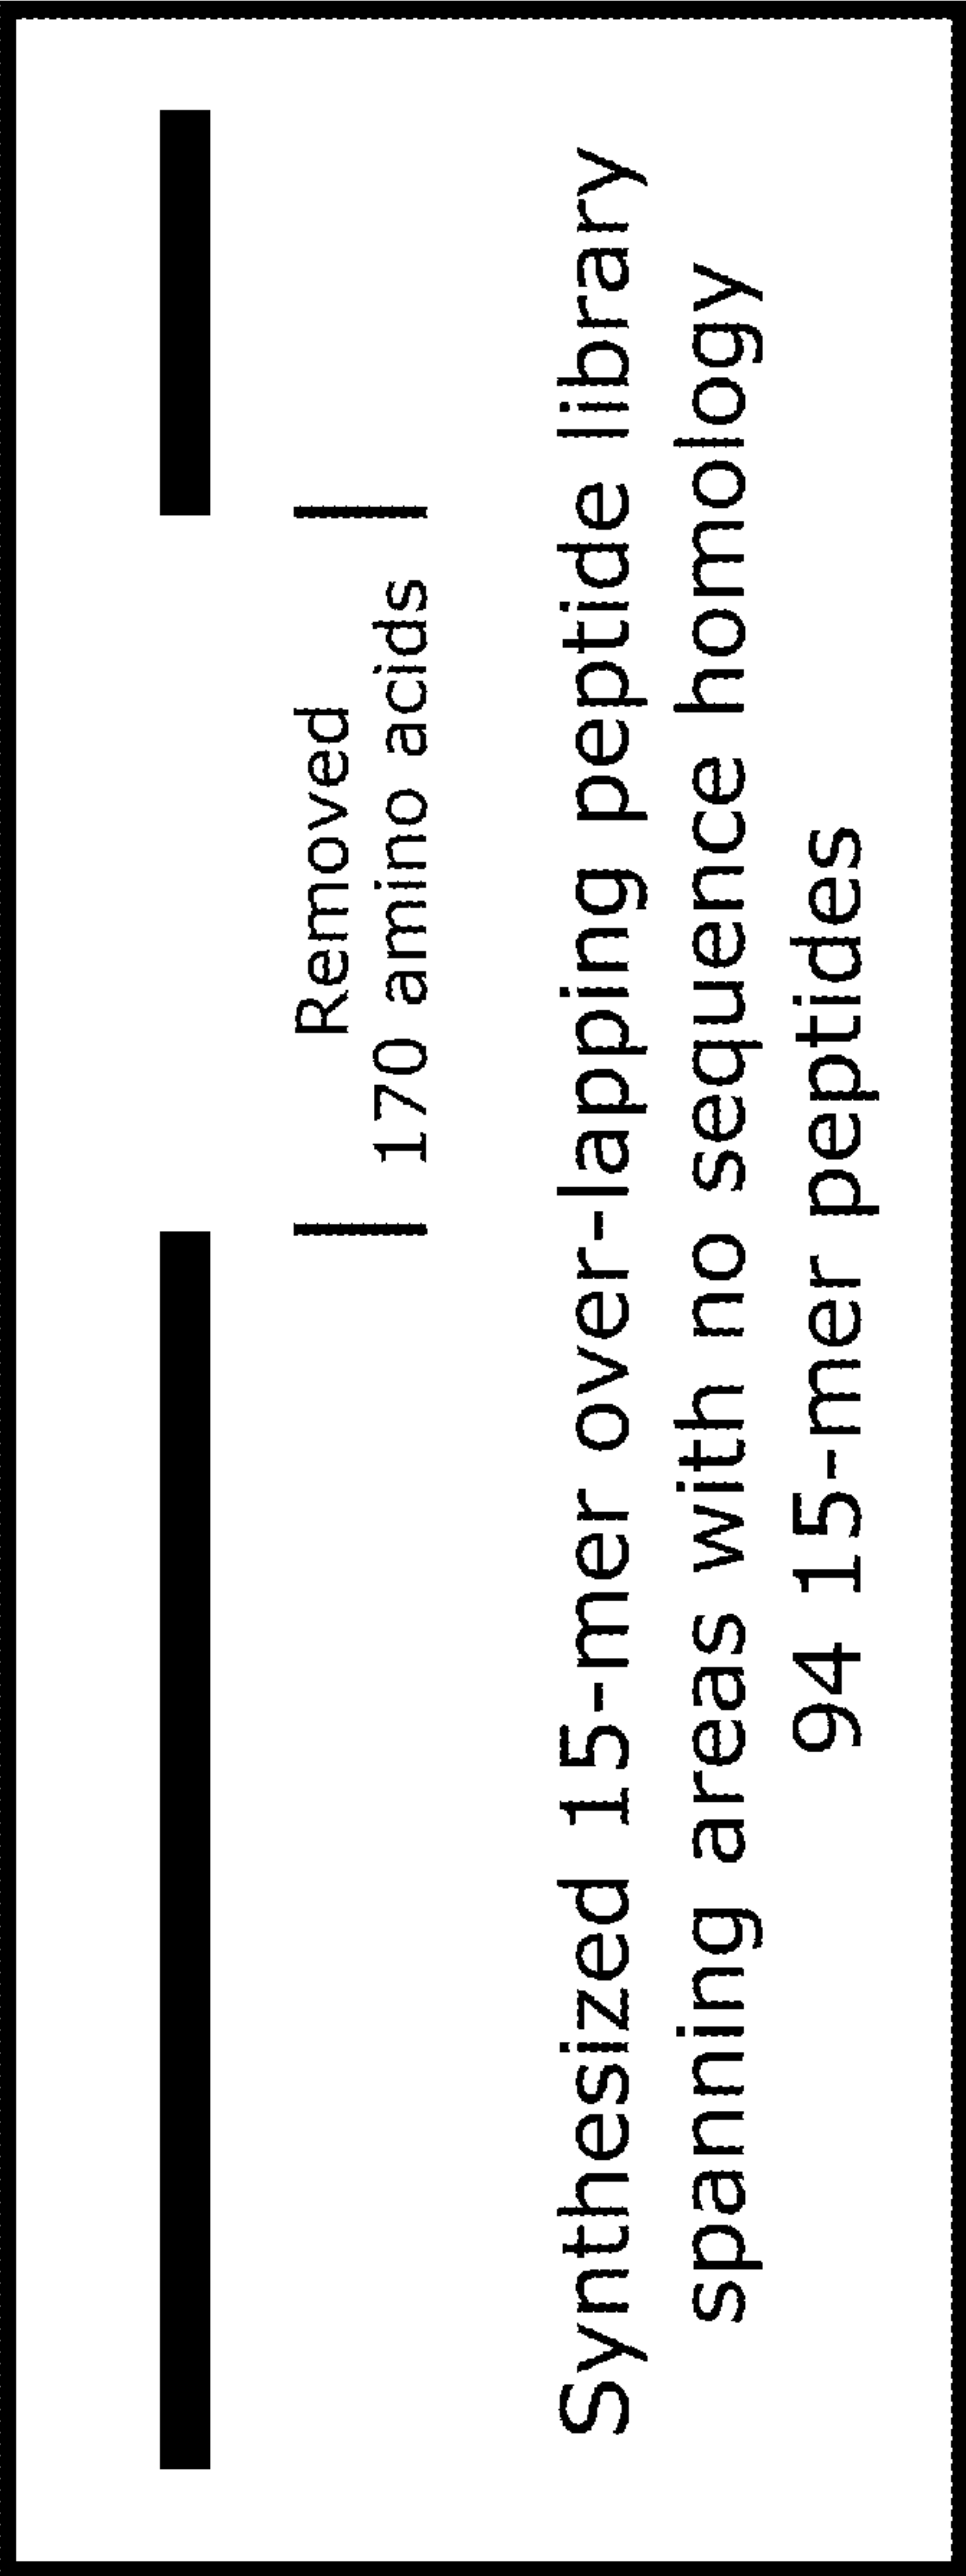 Removed
170 amino acids
Synthesized 15-mer over-lapping peptide library
spanning areas with no sequence homology
94 15-mer peptides